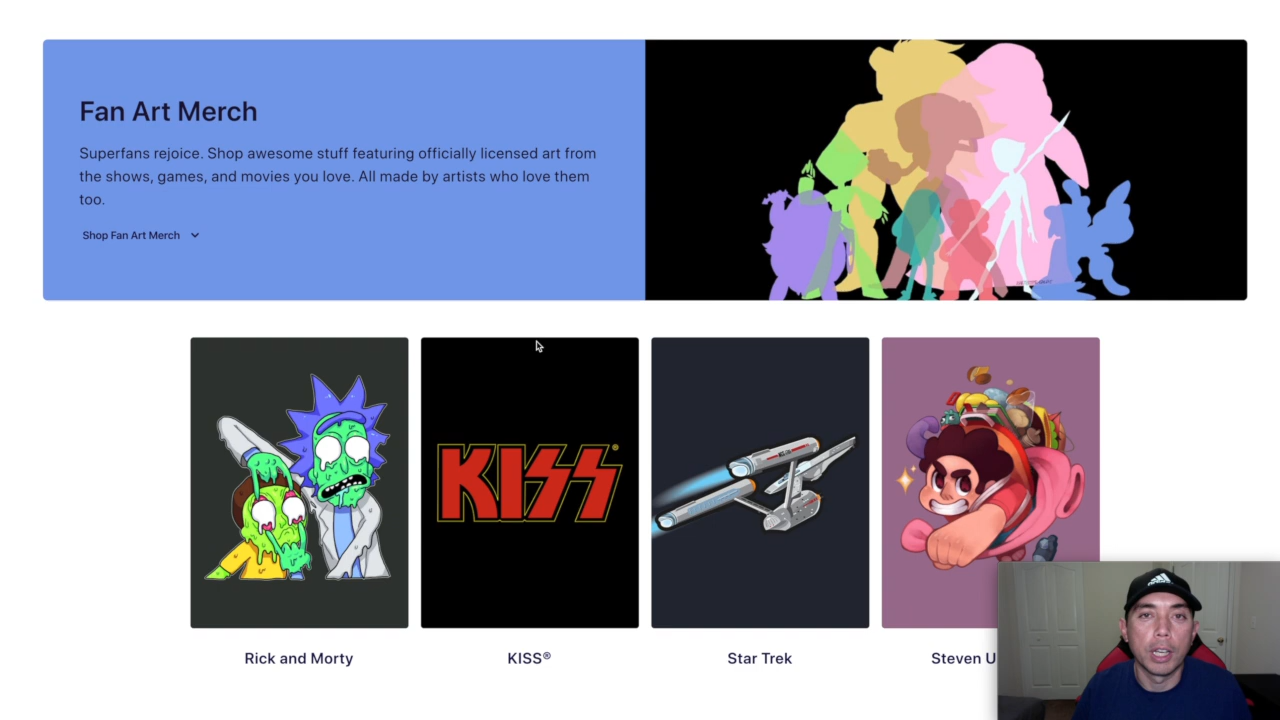 Fan Art Merch
Superfans rejoice. Shop awesome stuff featuring officially licensed art from
the shows, games, and movies you love. All made by artists who love them
too.
Shop Fan Art Merch
KISS®
Rick and Morty
KISS®
Star Trek
Steven U